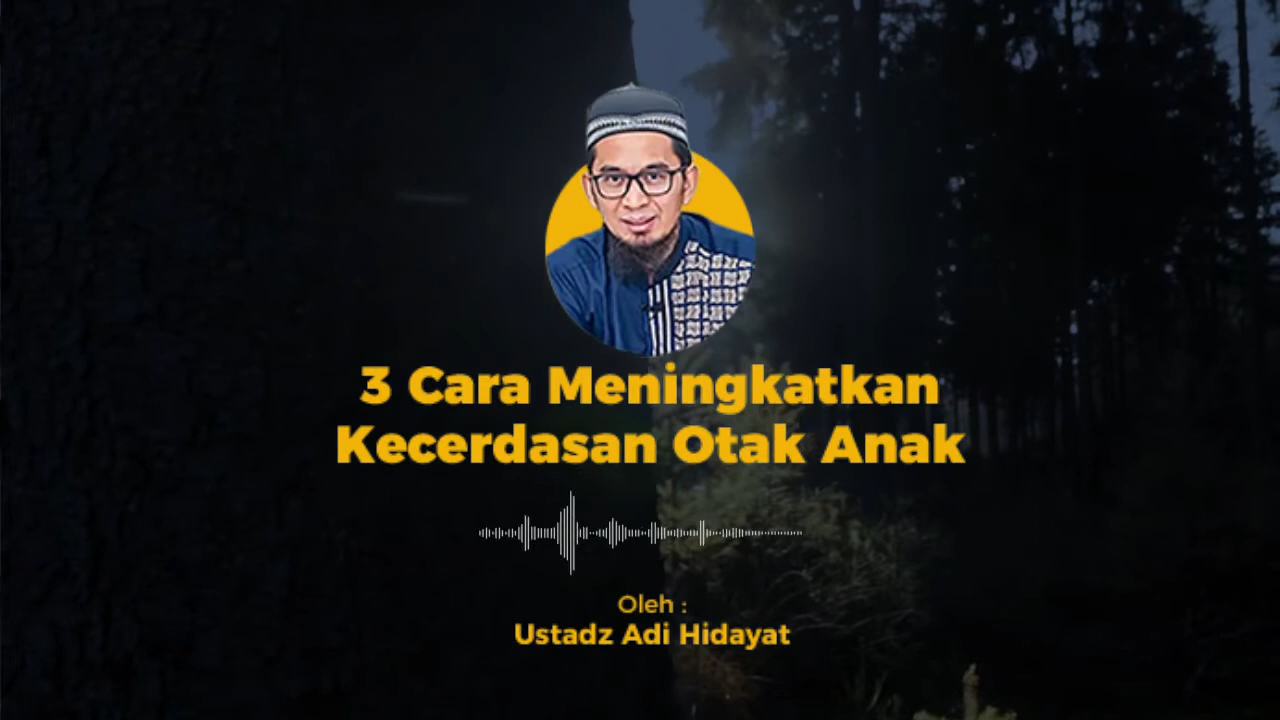 3 Cara Meningkatkan
Kecerdasan Otak Anak
Oleh :
Ustadz Adi Hidayat